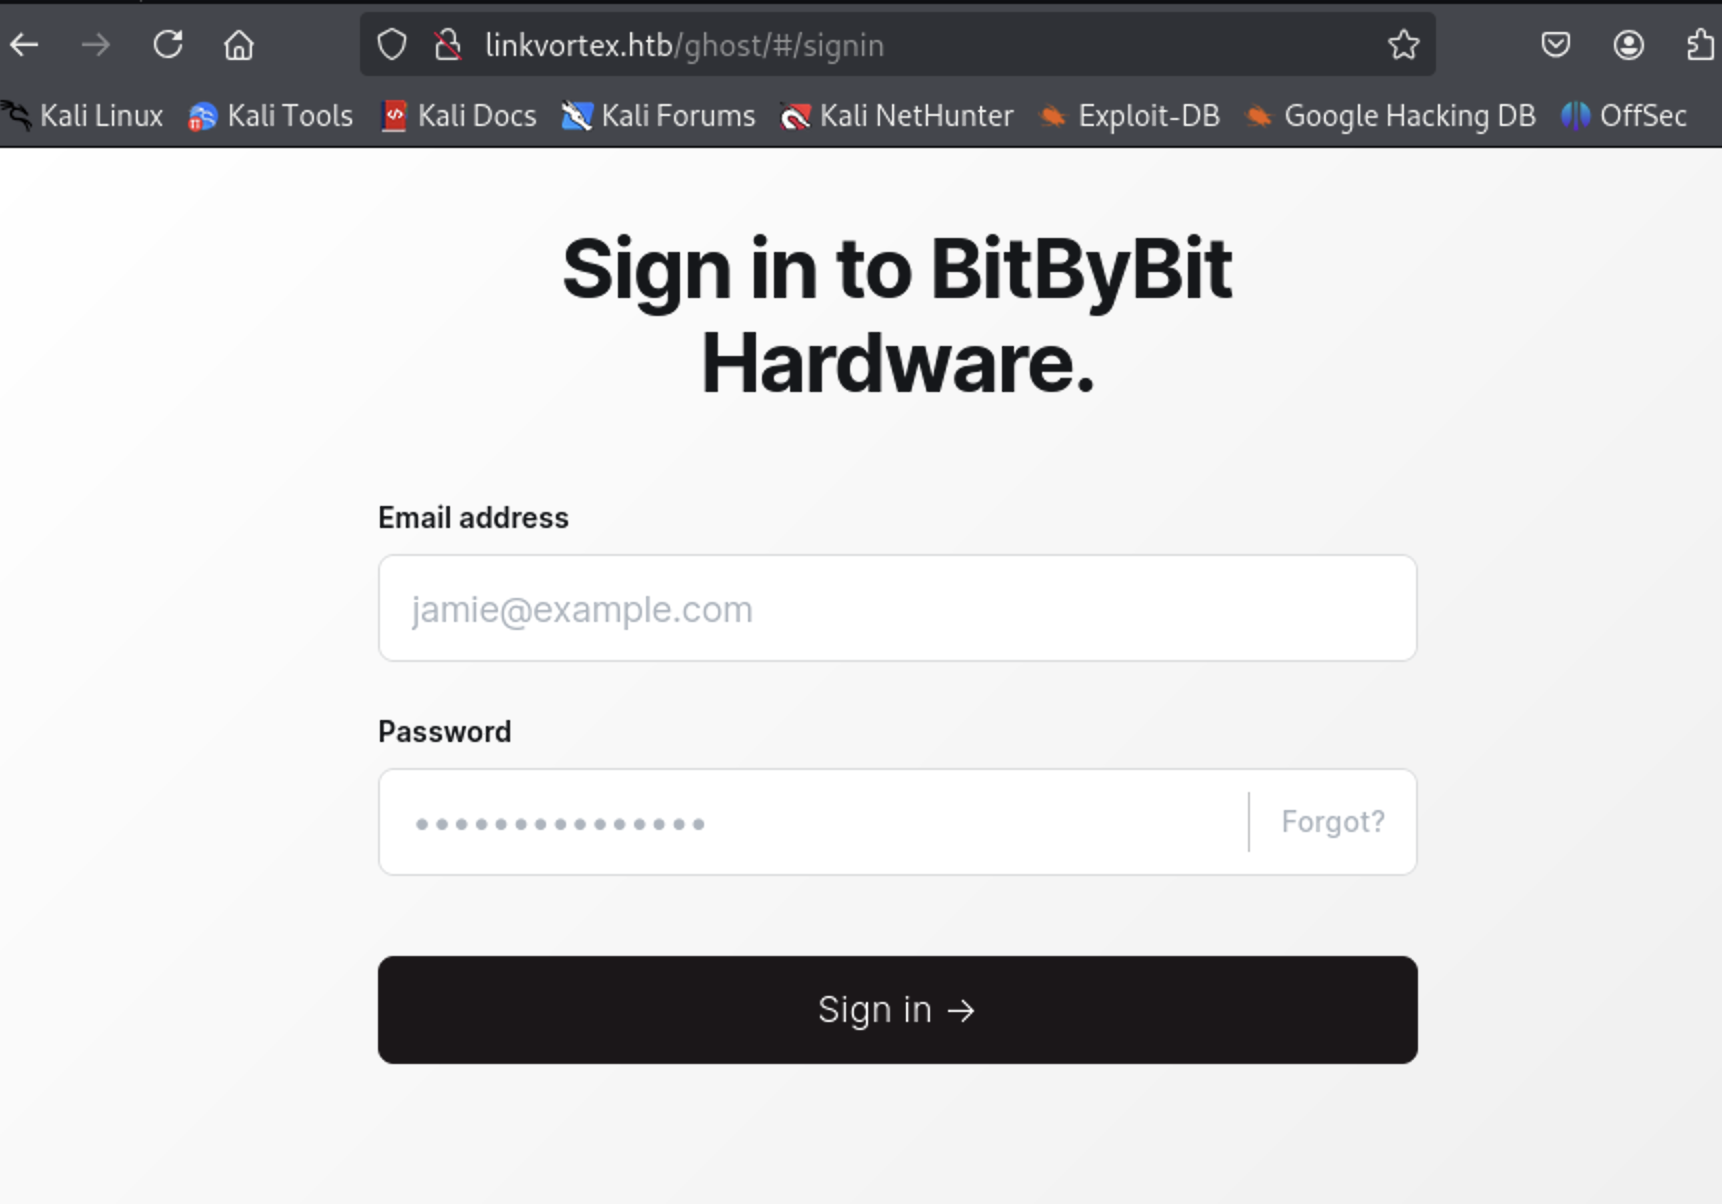 linkvortex.htb/ghost/#/signin
Kali Linux Kali Tools Kali Docs Kali Forums Kali NetHunter Exploit-DB Google Hacking DB OffSec
Sign in to BitByBit
Hardware.
Email address
jamie@example.com
Password
•••••••••••••••
Forgot?
Sign in →